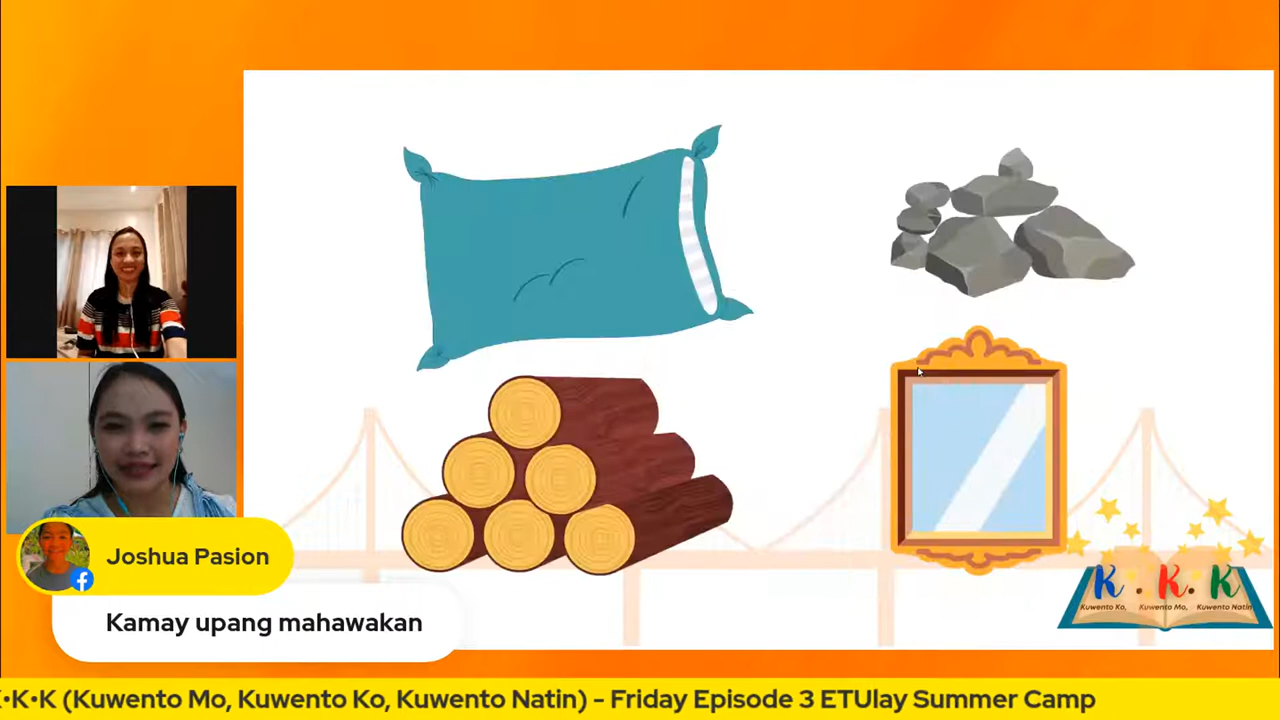 Joshua Pasion
Kamay upang mahawakan
K.K.K
Kuwento Ko, Kuwento Mo, Kuwento Natin
K•K•K (Kuwento Mo, Kuwento Ko, Kuwento Natin) - Friday Episode 3 ETUlay Summer Camp